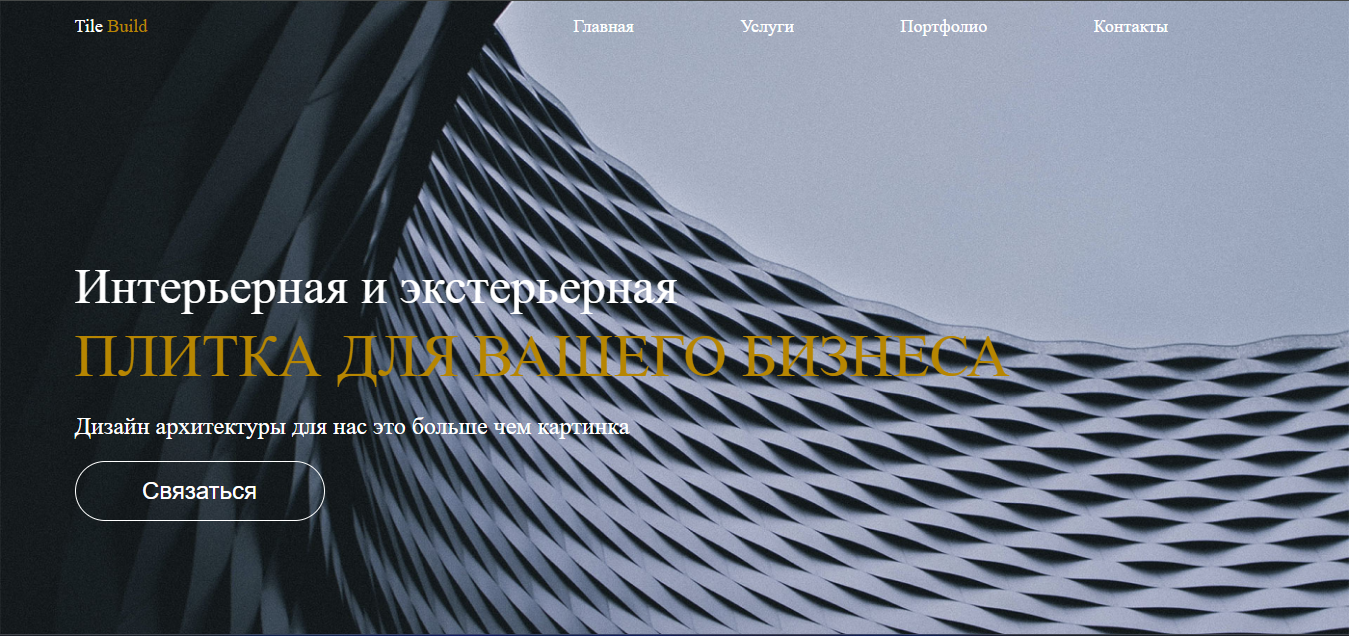 Tile Build
Главная Услуги Портфолио Контакты
Интерьерная и экстерьерная
ПЛИТКА ДЛЯ ВАШЕГО БИЗНЕСА
Дизайн архитектуры для нас это больше чем картинка
Связаться